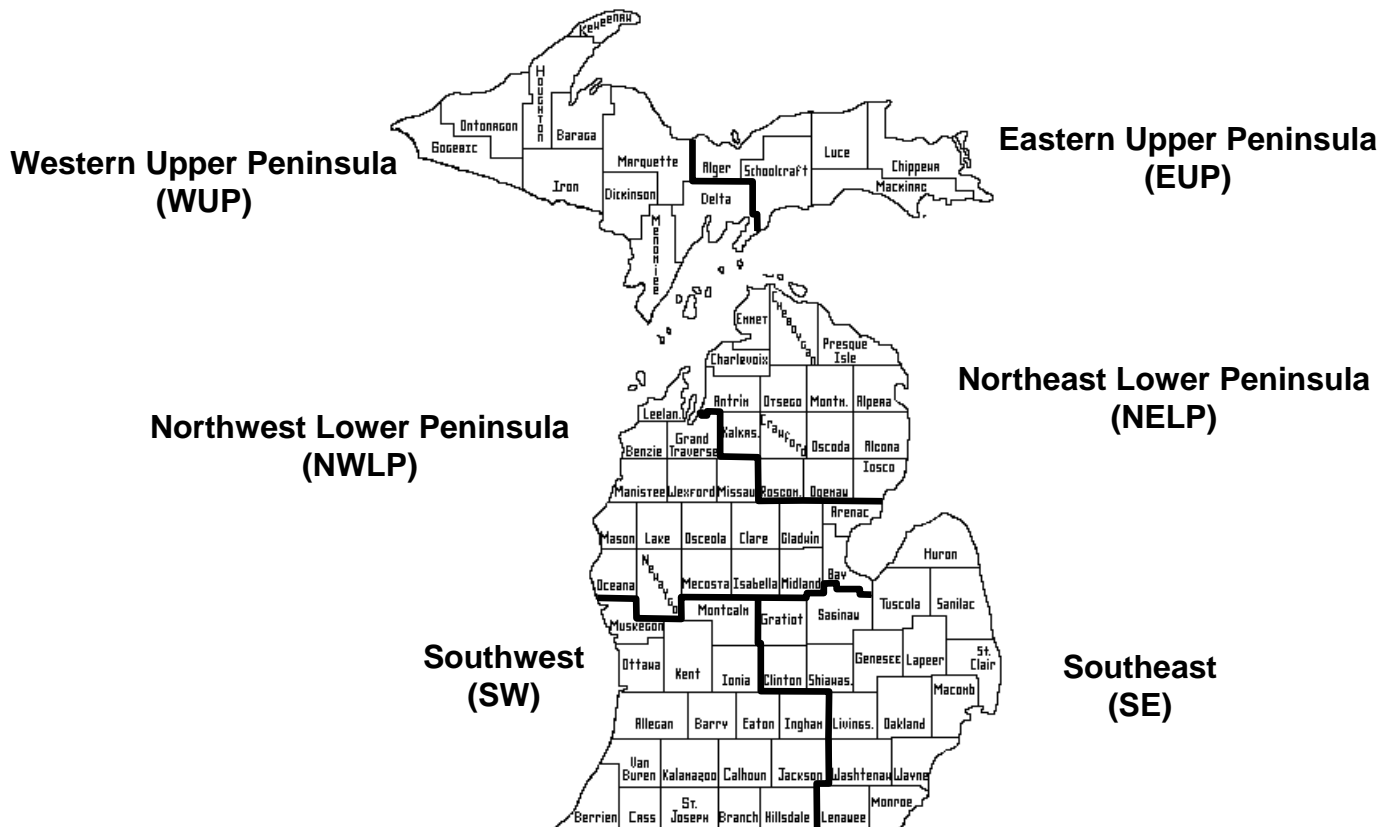 Keweenaw
Houghton
Ontonagon
Baraga
Gogebic
Marquette
Iron
Dickinson
Menomiee
Alger
Schoolcraft
Luce
Chippewa
Mackinac
Delta
Western Upper Peninsula
(WUP)
Eastern Upper Peninsula
(EUP)
Emmet
Cheboygan
Presque
Isle
Charlevoix
Antrim
Otsego
Montm.
Alpena
Leelan.
Kalkas.
Crawford
Oscoda
Alcona
Benzie
Grand
Traverse
Iosco
Manistee
Wexford
Missau
Roscom.
Ogemaw
Arenac
Northwest Lower Peninsula
(NWLP)
Northeast Lower Peninsula
(NELP)
Mason
Lake
Osceola
Clare
Gladwin
Huron
Oceana
Newaygo
Mecosta
Isabella
Midland
Bay
Tuscola
Sanilac
Muskegon
Montcalm
Gratiot
Saginaw
Ottawa
Kent
Ionia
Clinton
Shiawas.
Genesee
Lapeer
St.
Clair
Macomb
Southwest
(SW)
Southeast
(SE)
Allegan
Barry
Eaton
Ingham
Livings.
Oakland
Van
Buren
Kalamazoo
Calhoun
Jackson
Washtenaw
Wayne
Berrien
Cass
St.
Joseph
Branch
Hillsdale
Lenawee
Monroe